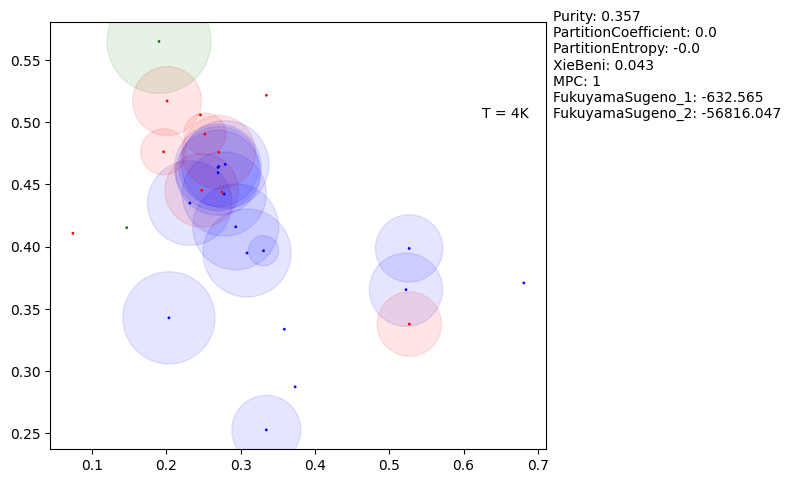 Purity: 0.357
PartitionCoefficient: 0.0
PartitionEntropy: -0.0
XieBeni: 0.043
MPC: 1
FukuyamaSugeno_1: -632.565
FukuyamaSugeno_2: -56816.047
T = 4K
0.55
0.50
0.45
0.40
0.35
0.30
0.25
0.1 0.2 0.3 0.4 0.5 0.6 0.7